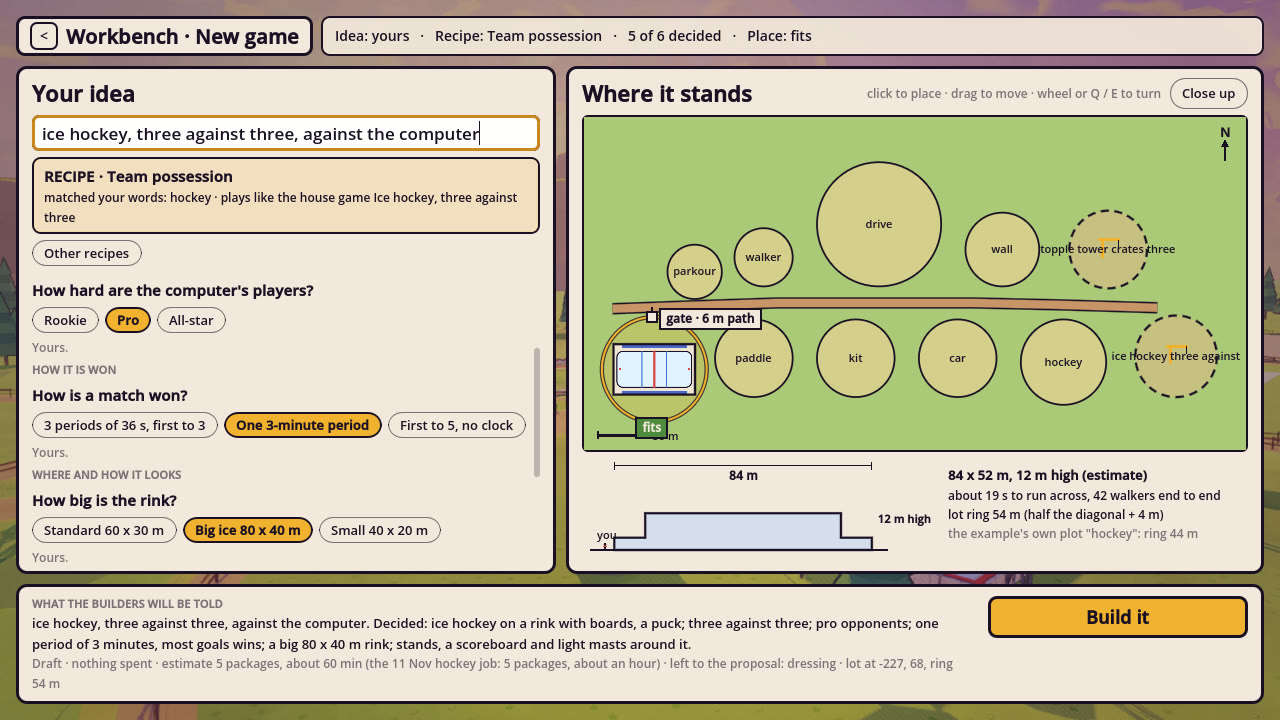 < Workbench · New game
Idea: yours · Recipe: Team possession · 5 of 6 decided · Place: fits
Your idea
ice hockey, three against three, against the computer
RECIPE · Team possession
matched your words: hockey · plays like the house game Ice hockey, three against
three
Other recipes
How hard are the computer's players?
Rookie Pro All-star
Yours.
HOW IT IS WON
How is a match won?
3 periods of 36 s, first to 3 One 3-minute period First to 5, no clock
Yours.
WHERE AND HOW IT LOOKS
How big is the rink?
Standard 60 x 30 m Big ice 80 x 40 m Small 40 x 20 m
Yours.
Where it stands
click to place · drag to move · wheel or Q / E to turn
Close up
N
drive
parkour
walker
wall
topple tower crates three
gate · 6 m path
paddle
kit
car
hockey
ice hockey three against
fits
m
84 m
you
12 m high
84 x 52 m, 12 m high (estimate)
about 19 s to run across, 42 walkers end to end
lot ring 54 m (half the diagonal + 4 m)
the example's own plot "hockey": ring 44 m
WHAT THE BUILDERS WILL BE TOLD
ice hockey, three against three, against the computer. Decided: ice hockey on a rink with boards, a puck; three against three; pro opponents; one
period of 3 minutes, most goals wins; a big 80 x 40 m rink; stands, a scoreboard and light masts around it.
Draft · nothing spent · estimate 5 packages, about 60 min (the 11 Nov hockey job: 5 packages, about an hour) · left to the proposal: dressing · lot at -227, 68, ring
54 m
Build it